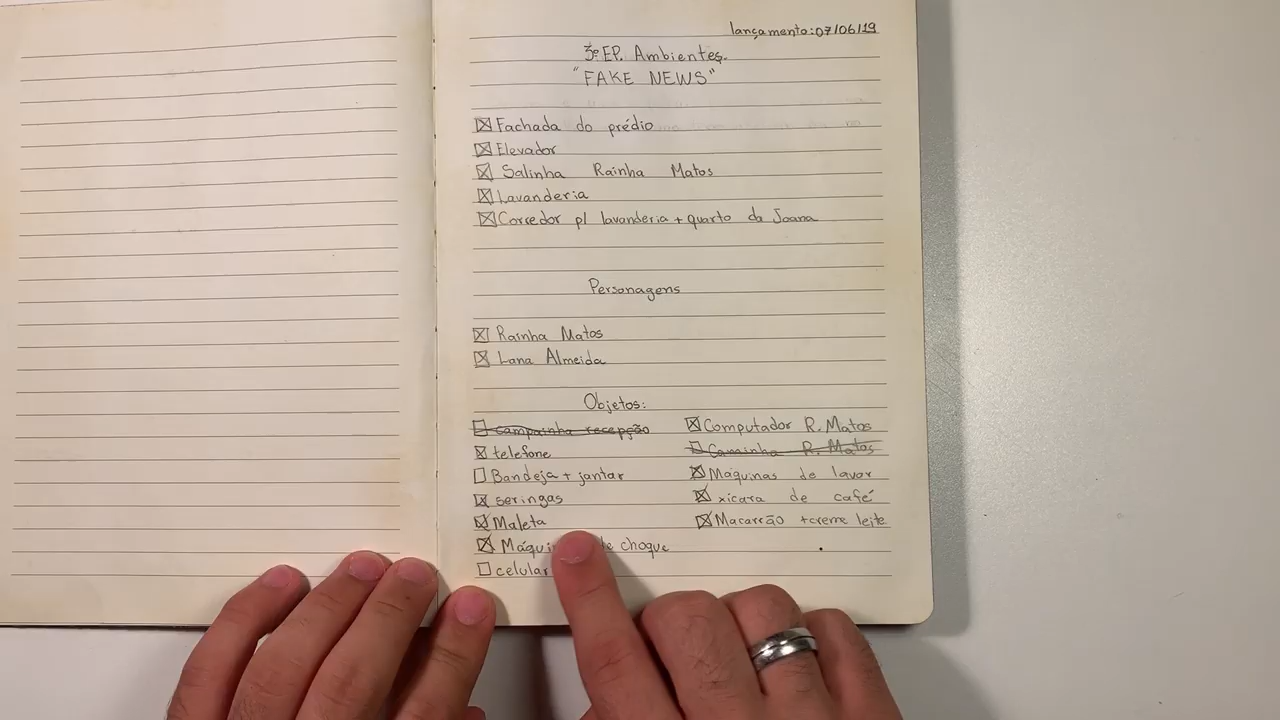 lançamento:07/06/19
3º EP. Ambientes.
"FAKE NEWS"
Fachada do prédio
Elevador
Salinha Rainha Matos
Lavanderia
Corredor p/ lavanderia + quarto da Joana
Personagens
Rainha Matos
Lana Almeida
Objetos:
campainha recepção
telefone
Bandeja + jantar
seringas
Maleta
choque
celular
Computador R. Matos
Caminha R. Matos
Máquinas de lavar
xicara de café
Macarrão + creme leite